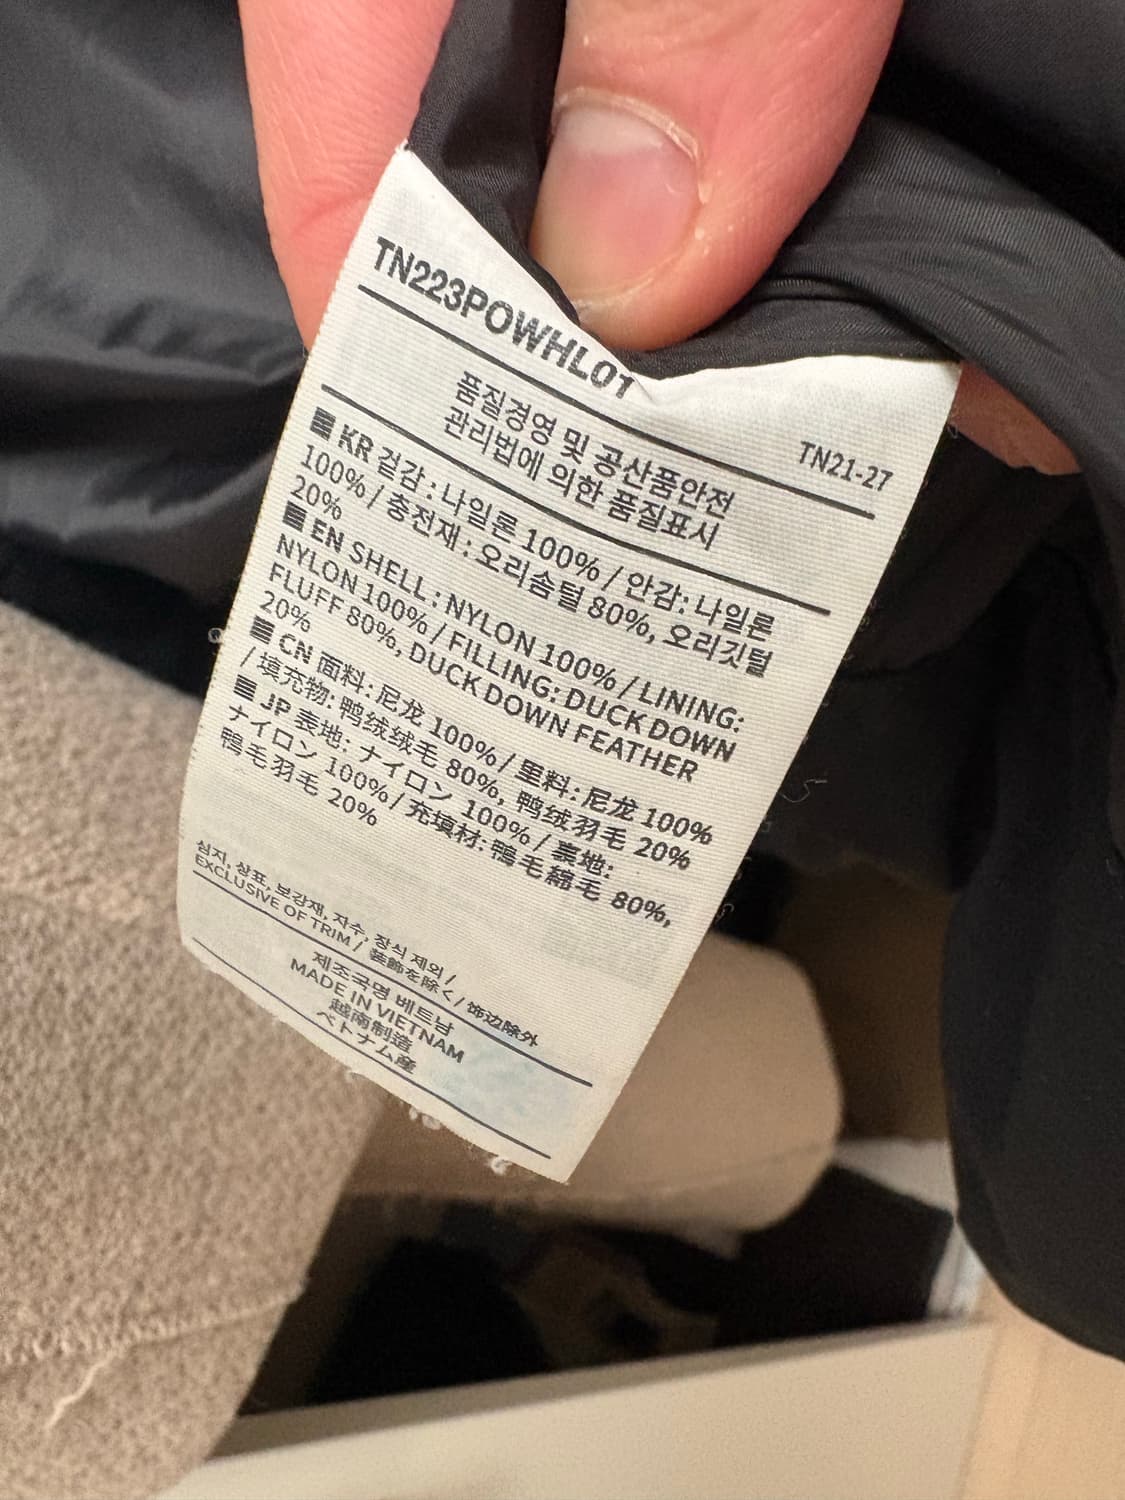 TN223POWHL01
TN21-27
품질경영 및 공산품안전
관리법에 의한 품질표시
KR 겉감 : 나일론 100% / 안감: 나일론
100% / 충전재 : 오리솜털 80%, 오리깃털
20%
EN SHELL : NYLON 100% / LINING:
NYLON 100% / FILLING: DUCK DOWN
FLUFF 80%, DUCK DOWN FEATHER
20%
CN 面料: 尼龙 100% / 里料: 尼龙 100%
/ 填充物: 鸭绒绒毛 80%, 鸭绒羽毛 20%
JP 表地: ナイロン 100% / 裏地:
ナイロン 100% / 充填材: 鴨毛綿毛 80%,
鴨毛羽毛 20%
심지, 상표, 보강재, 자수, 장식 제외 /
EXCLUSIVE OF TRIM / 装飾を除く / 饰边除外
제조국명 베트남
MADE IN VIETNAM
越南制造
ベトナム産